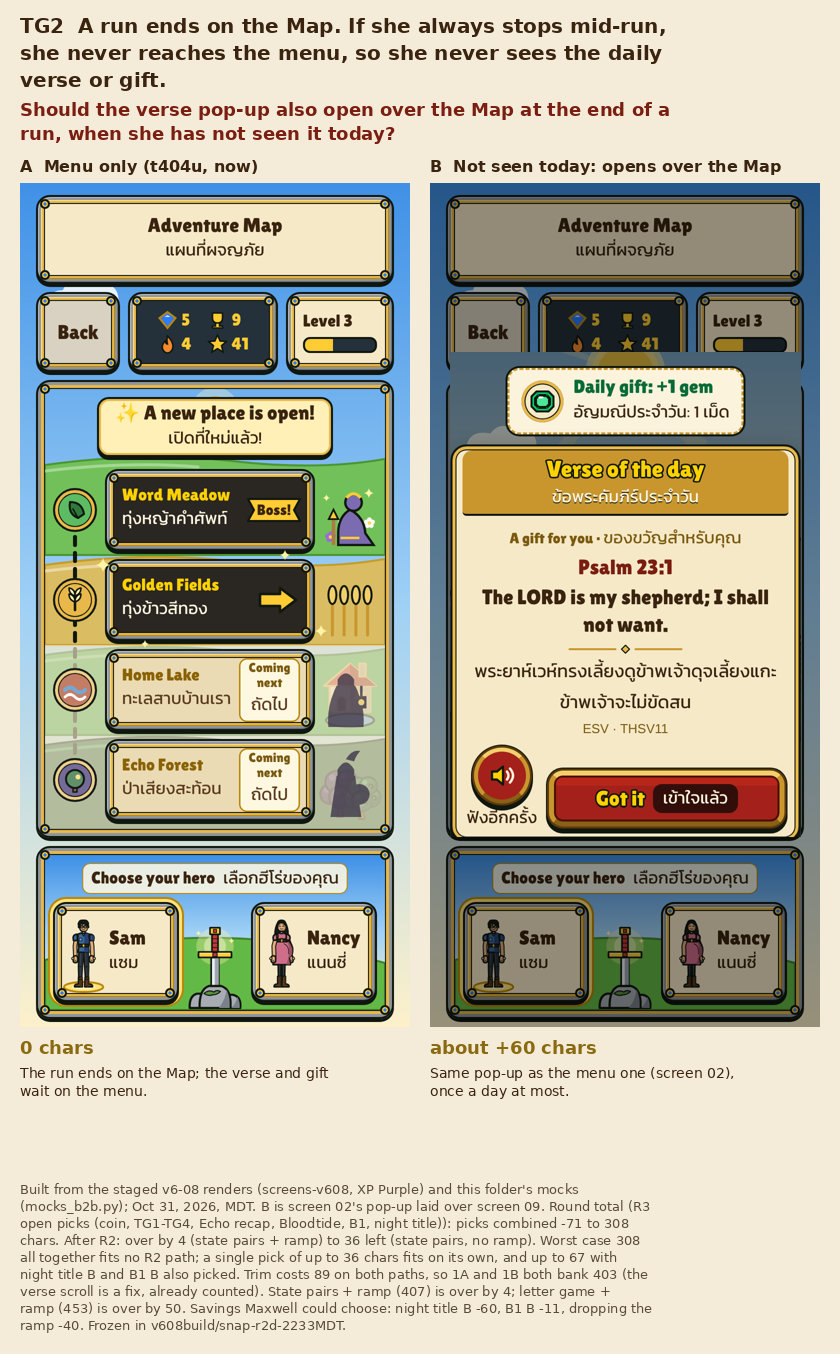 TG2  A run ends on the Map. If she always stops mid-run,
she never reaches the menu, so she never sees the daily
verse or gift.
Should the verse pop-up also open over the Map at the end of a
run, when she has not seen it today?
A  Menu only (t404u, now)
Adventure Map
แผนที่ผจญภัย
Back
5
9
4
41
Level 3
✨ A new place is open!
เปิดที่ใหม่แล้ว!
Word Meadow
ทุ่งหญ้าคำศัพท์
Boss!
Golden Fields
ทุ่งข้าวสีทอง
Home Lake
ทะเลสาบบ้านเรา
Coming
next
ถัดไป
Echo Forest
ป่าเสียงสะท้อน
Coming
next
ถัดไป
Choose your hero เลือกฮีโร่ของคุณ
Sam
แซม
Nancy
แนนซี่
0 chars
The run ends on the Map; the verse and gift
wait on the menu.
B  Not seen today: opens over the Map
Adventure Map
แผนที่ผจญภัย
Back
5
9
4
41
Level 3
Daily gift: +1 gem
อัญมณีประจำวัน: 1 เม็ด
Verse of the day
ข้อพระคัมภีร์ประจำวัน
A gift for you · ของขวัญสำหรับคุณ
Psalm 23:1
The LORD is my shepherd; I shall
not want.
พระยาห์เวห์ทรงเลี้ยงดูข้าพเจ้าดุจเลี้ยงแกะ
ข้าพเจ้าจะไม่ขัดสน
ESV · THSV11
ฟังอีกครั้ง
Got it เข้าใจแล้ว
Choose your hero เลือกฮีโร่ของคุณ
Sam
แซม
Nancy
แนนซี่
about +60 chars
Same pop-up as the menu one (screen 02),
once a day at most.
Built from the staged v6-08 renders (screens-v608, XP Purple) and this folder's mocks
(mocks_b2b.py); Oct 31, 2026, MDT. B is screen 02's pop-up laid over screen 09. Round total (R3
open picks (coin, TG1-TG4, Echo recap, Bloodtide, B1, night title)): picks combined -71 to 308
chars. After R2: over by 4 (state pairs + ramp) to 36 left (state pairs, no ramp). Worst case 308
all together fits no R2 path; a single pick of up to 36 chars fits on its own, and up to 67 with
night title B and B1 B also picked. Trim costs 89 on both paths, so 1A and 1B both bank 403 (the
verse scroll is a fix, already counted). State pairs + ramp (407) is over by 4; letter game +
ramp (453) is over by 50. Savings Maxwell could choose: night title B -60, B1 B -11, dropping the
ramp -40. Frozen in v608build/snap-r2d-2233MDT.